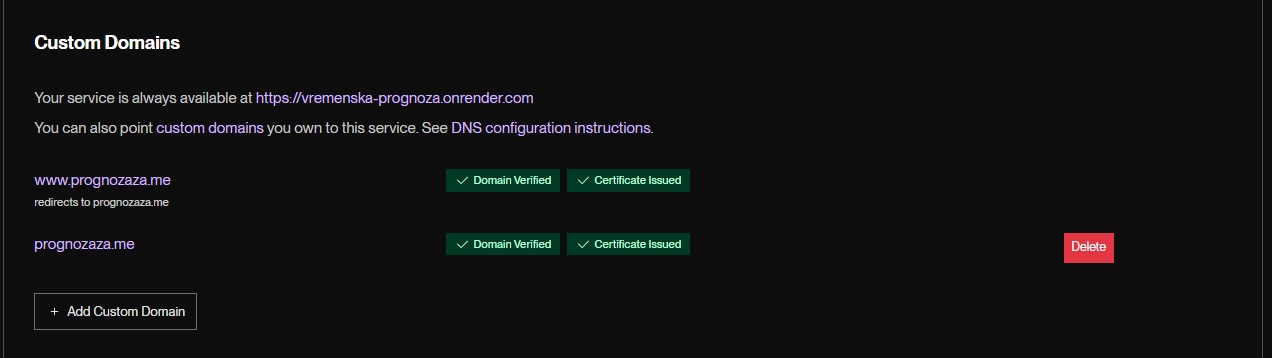 Custom Domains
Your service is always available at https://vremenska-prognoza.onrender.com
You can also point custom domains you own to this service. See DNS configuration instructions.
www.prognozaza.me
✓ Domain Verified
✓ Certificate Issued
redirects to prognozaza.me
prognozaza.me
✓ Domain Verified
✓ Certificate Issued
Delete
+ Add Custom Domain